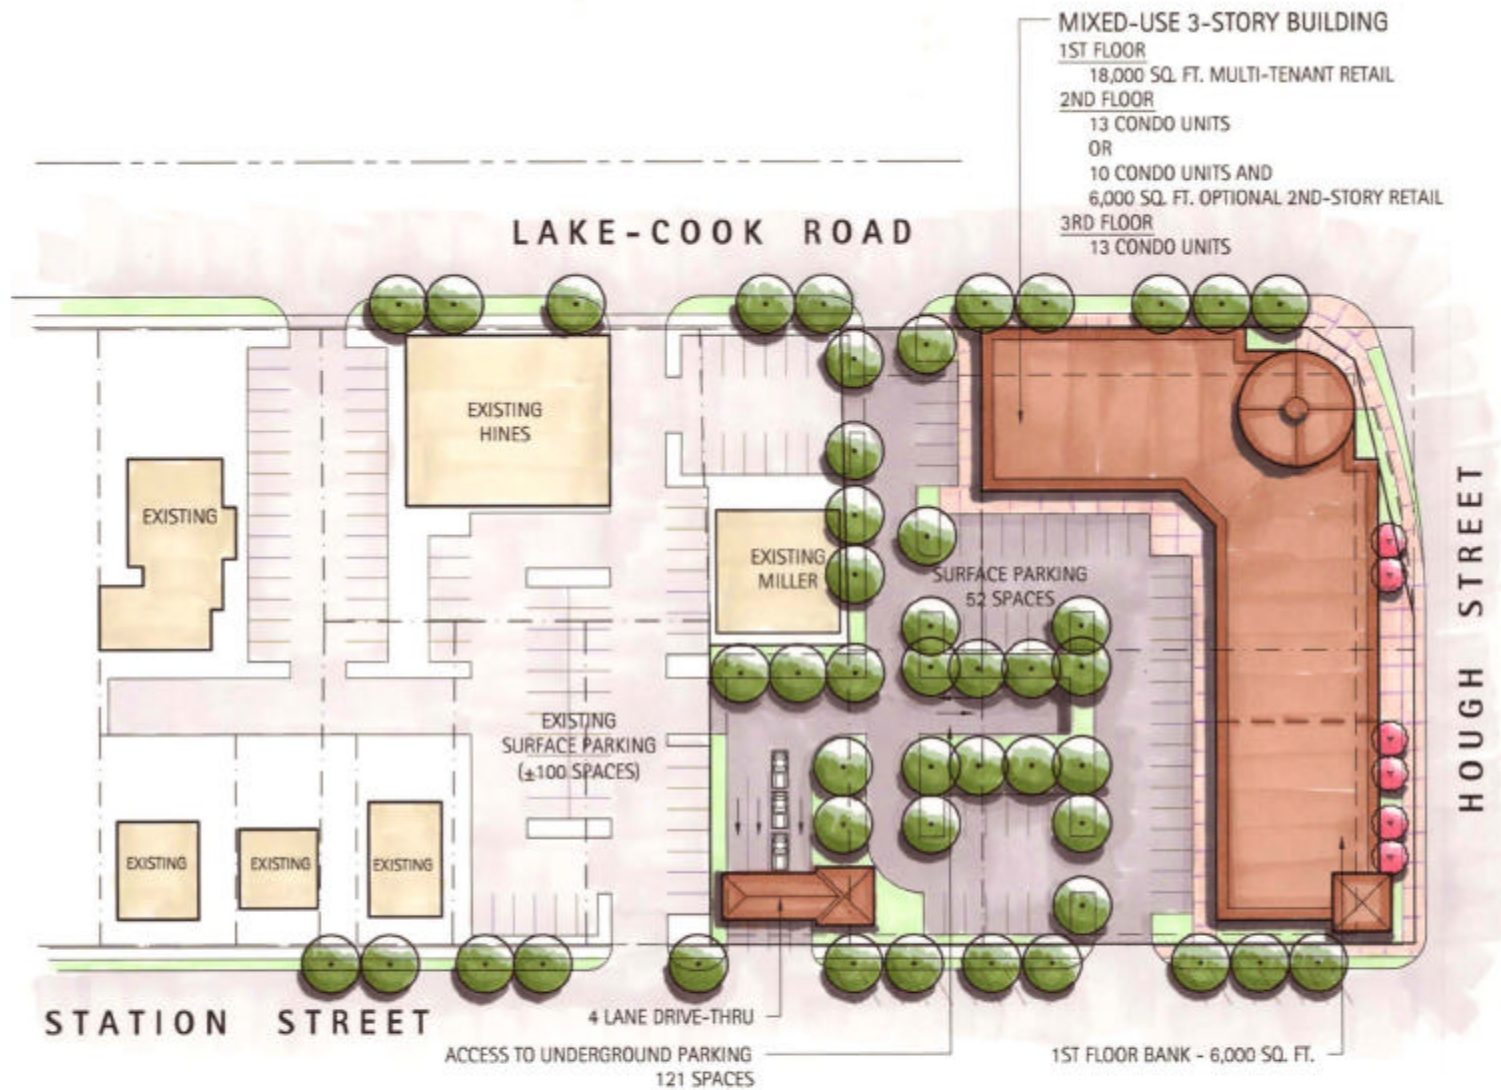 MIXED-USE 3-STORY BUILDING
1ST FLOOR
18,000 SQ. FT. MULTI-TENANT RETAIL
2ND FLOOR
13 CONDO UNITS
OR
10 CONDO UNITS AND
6,000 SQ. FT. OPTIONAL 2ND-STORY RETAIL
3RD FLOOR
13 CONDO UNITS
LAKE-COOK ROAD
EXISTING
HINES
EXISTING
EXISTING
MILLER
SURFACE PARKING
52 SPACES
HOUGH STREET
EXISTING
SURFACE PARKING
(±100 SPACES)
EXISTING
EXISTING
EXISTING
STATION STREET
4 LANE DRIVE-THRU
ACCESS TO UNDERGROUND PARKING
121 SPACES
1ST FLOOR BANK - 6,000 SQ. FT.